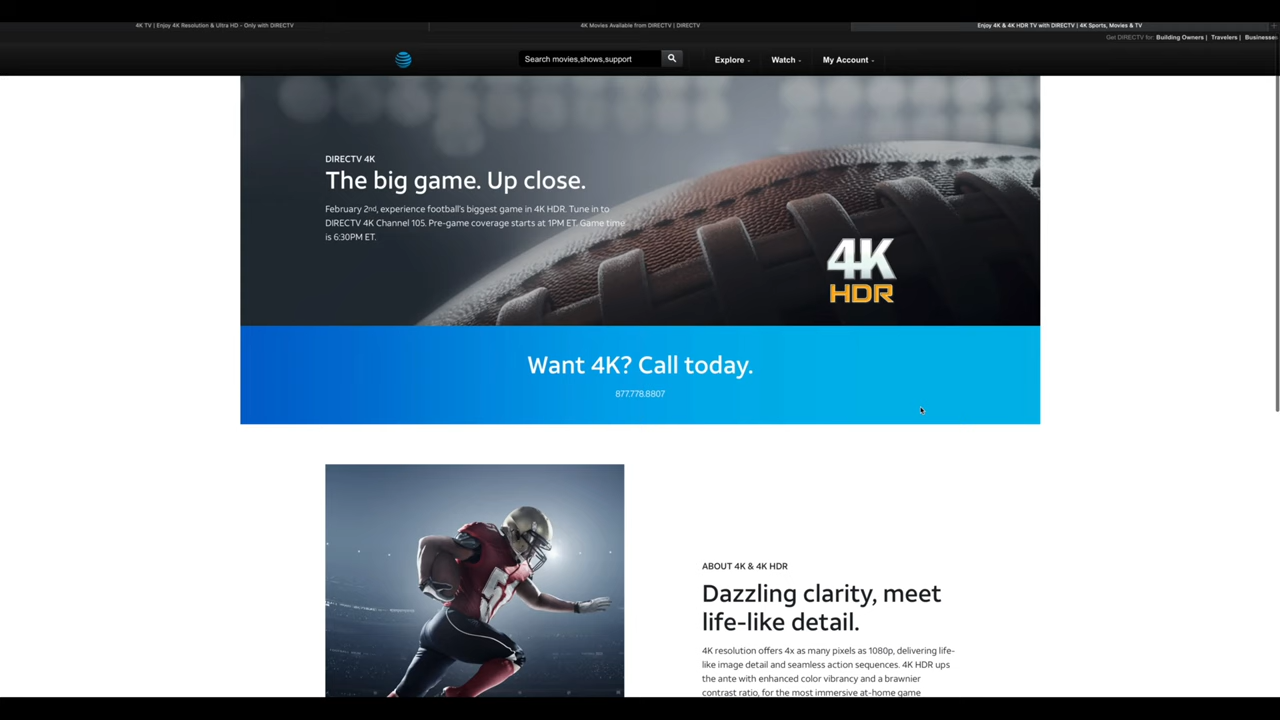 4K TV | Enjoy 4K Resolution & Ultra HD - Only with DIRECTV
4K Movies Available from DIRECTV | DIRECTV
Enjoy 4K & 4K HDR TV with DIRECTV | 4K Sports, Movies & TV
Get DIRECTV for: Building Owners | Travelers | Businesses
Search movies,shows,support
Explore
Watch
My Account
DIRECTV 4K
The big game. Up close.
February 2nd, experience football's biggest game in 4K HDR. Tune in to
DIRECTV 4K Channel 105. Pre-game coverage starts at 1PM ET. Game time
is 6:30PM ET.
4K
HDR
Want 4K? Call today.
877.778.8807
ABOUT 4K & 4K HDR
Dazzling clarity, meet
life-like detail.
4K resolution offers 4x as many pixels as 1080p, delivering life-
like image detail and seamless action sequences. 4K HDR ups
the ante with enhanced color vibrancy and a brawnier
contrast ratio, for the most immersive at-home game